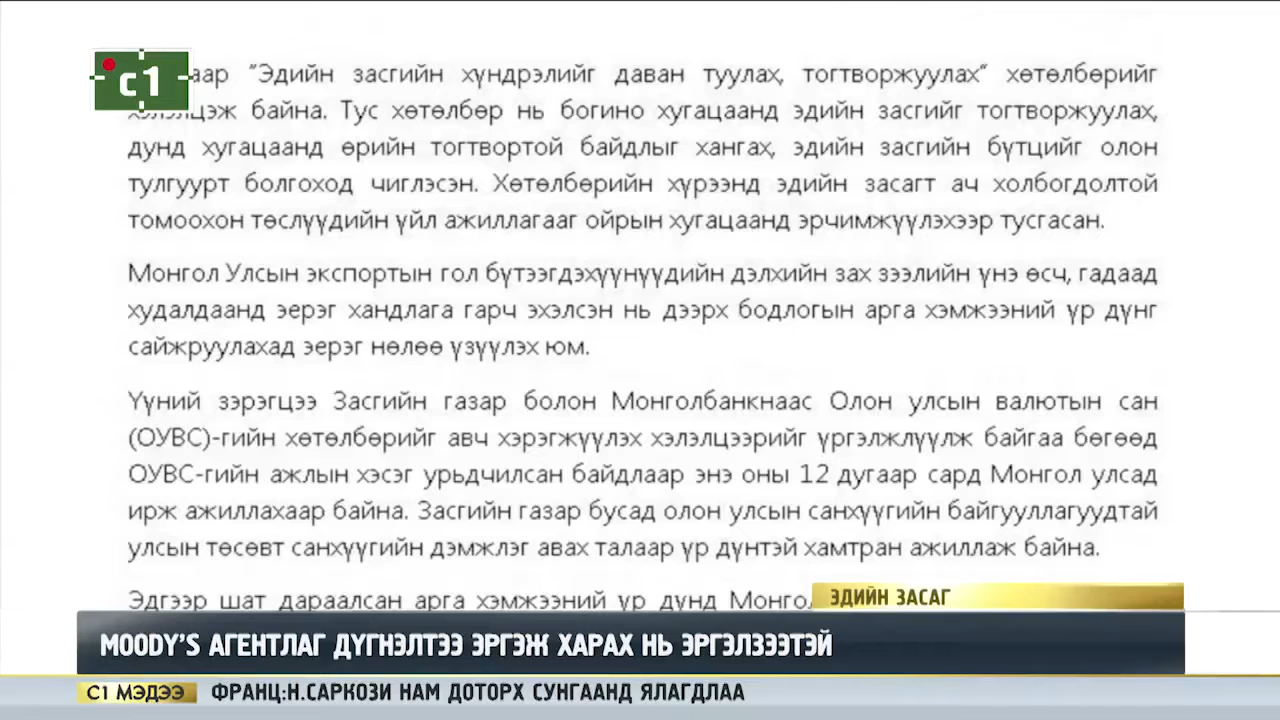 c1
аар "Эдийн засгийн хүндрэлийг даван туулах, тогтворжуулах" хөтөлбөрийг
хэлэлцэж байна. Тус хөтөлбөр нь богино хугацаанд эдийн засгийг тогтворжуулах,
дунд хугацаанд өрийн тогтвортой байдлыг хангах, эдийн засгийн бүтцийг олон
тулгуурт болгоход чиглэсэн. Хөтөлбөрийн хүрээнд эдийн засагт ач холбогдолтой
томоохон төслүүдийн үйл ажиллагааг ойрын хугацаанд эрчимжүүлэхээр тусгасан.
Монгол Улсын экспортын гол бүтээгдэхүүнүүдийн дэлхийн зах зээлийн үнэ өсч, гадаад
худалдаанд эерэг хандлага гарч эхэлсэн нь дээрх бодлогын арга хэмжээний үр дүнг
сайжруулахад эерэг нөлөө үзүүлэх юм.
Үүний зэрэгцээ Засгийн газар болон Монголбанкнаас Олон улсын валютын сан
(ОУВС)-гийн хөтөлбөрийг авч хэрэгжүүлэх хэлэлцээрийг үргэлжлүүлж байгаа бөгөөд
ОУВС-гийн ажлын хэсэг урьдчилсан байдлаар энэ оны 12 дугаар сард Монгол улсад
ирж ажиллахаар байна. Засгийн газар бусад олон улсын санхүүгийн байгууллагуудтай
улсын төсөвт санхүүгийн дэмжлэг авах талаар үр дүнтэй хамтран ажиллаж байна.
Эдгээр шат дараалсан арга хэмжээний үр дүнд Монгол
ЭДИЙН ЗАСАГ
MOODY'S АГЕНТЛАГ ДҮГНЭЛТЭЭ ЭРГЭЖ ХАРАХ НЬ ЭРГЭЛЗЭЭТЭЙ
С1 МЭДЭЭ ФРАНЦ:Н.САРКОЗИ НАМ ДОТОРХ СУНГААНД ЯЛАГДЛАА